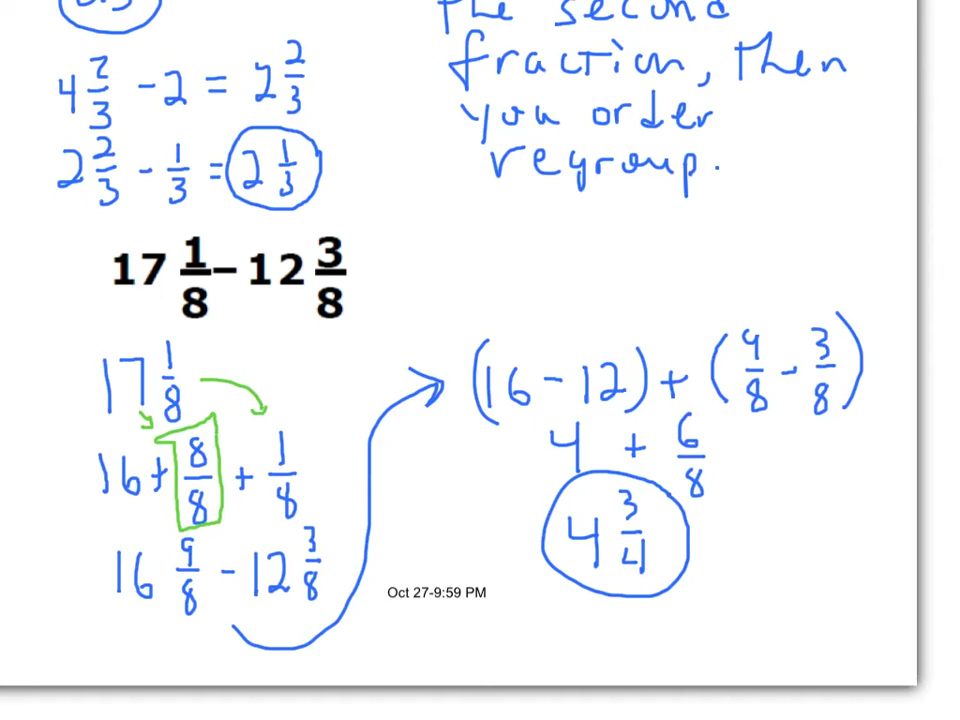 the second
fraction, then
you order
regroup.
4 2/3 - 2 = 2 2/3
2 2/3 - 1/3 = 2 1/3
17 1/8 – 12 3/8
17 1/8
16 + 8/8 + 1/8
16 9/8 - 12 3/8
(16 - 12) + (9/8 - 3/8)
4 + 6/8
4 3/4
Oct 27-9:59 PM